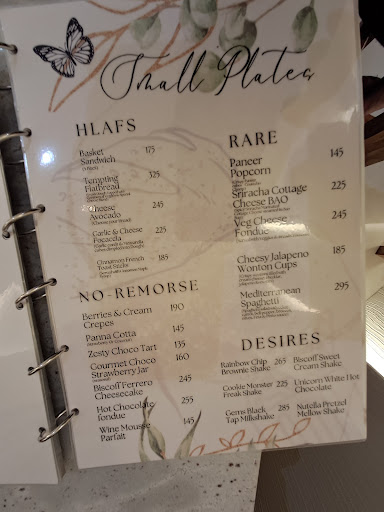 Small Plates
HLAFS
Basket 175
Sandwich
Tempting 325
Flatbread
Cheese 245
Avocado
Garlic & Cheese 225
Focacela
Cinnamon French 185
Toast Sticks
NO-REMORSE
Berries & Cream 190
Crepes
Panna Cotta 145
Zesty Choco Tart 135
Gourmet Choco 160
Strawberry Jar
Biscoff Ferrero 245
Cheesecake
Hot Chocolate 255
fondue
Wine Mousse 145
Parfait
RARE
Paneer 145
Popcorn
Sriracha Cottage 225
Cheese BAO
Veg Cheese 245
Fondue
Cheesy Jalapeno 185
Wonton Cups
Mediterranean 295
Spaghetti
DESIRES
Rainbow Chip 265
Brownie Shake
Cookie Monster 225
Freak Shake
Gems Black 285
Tap Milkshake
Biscoff Sweet
Cream Shake
Unicorn White Hot
Chocolate
Nutella Pretzel
Mellow Shake